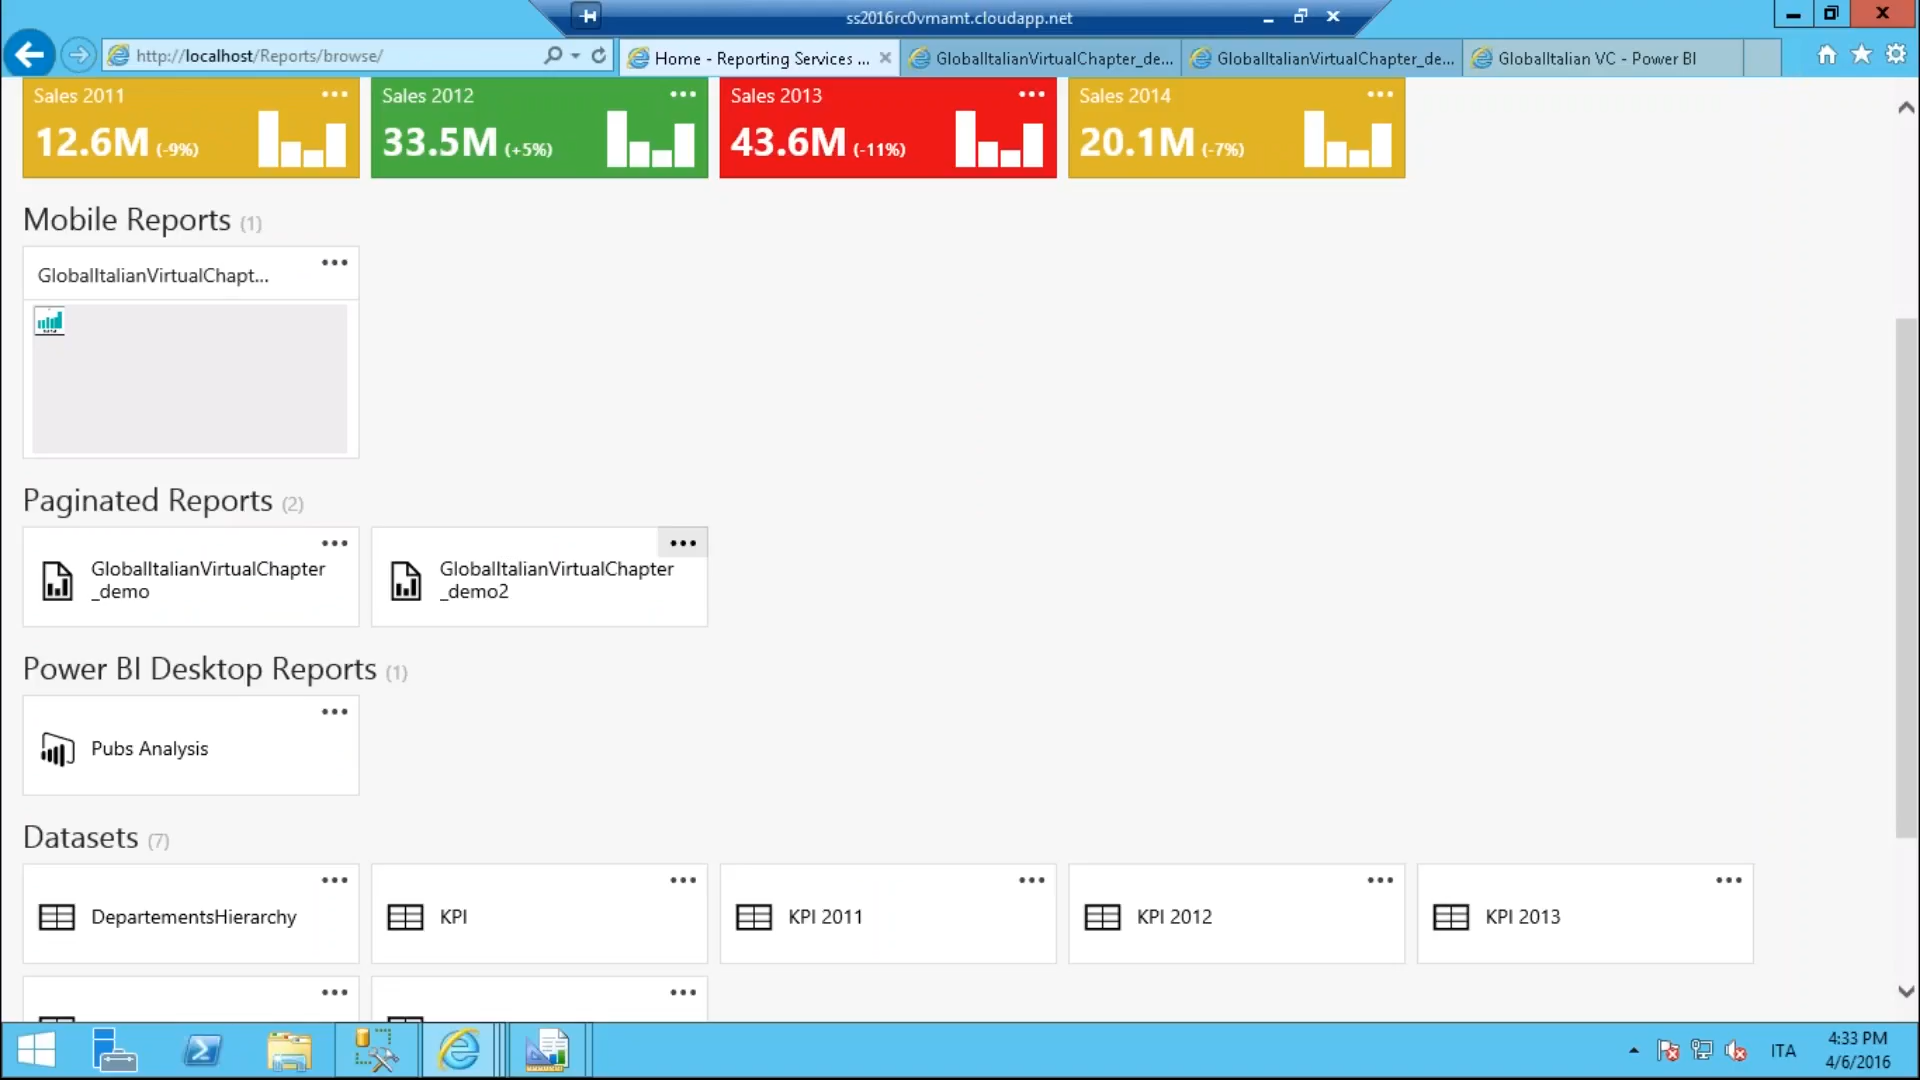 ss2016rc0vmamt.cloudapp.net
http://localhost/Reports/browse/
Home - Reporting Services ...
GlobalItalianVirtualChapter_de...
GlobalItalianVirtualChapter_de...
GlobalItalian VC - Power BI
Sales 2011
12.6M (-9%)
Sales 2012
33.5M (+5%)
Sales 2013
43.6M (-11%)
Sales 2014
20.1M (-7%)
Mobile Reports (1)
GlobalItalianVirtualChapt...
Paginated Reports (2)
GlobalItalianVirtualChapter
_demo
GlobalItalianVirtualChapter
_demo2
Power BI Desktop Reports (1)
Pubs Analysis
Datasets (7)
DepartementsHierarchy
KPI
KPI 2011
KPI 2012
KPI 2013
ITA
4:33 PM
4/6/2016